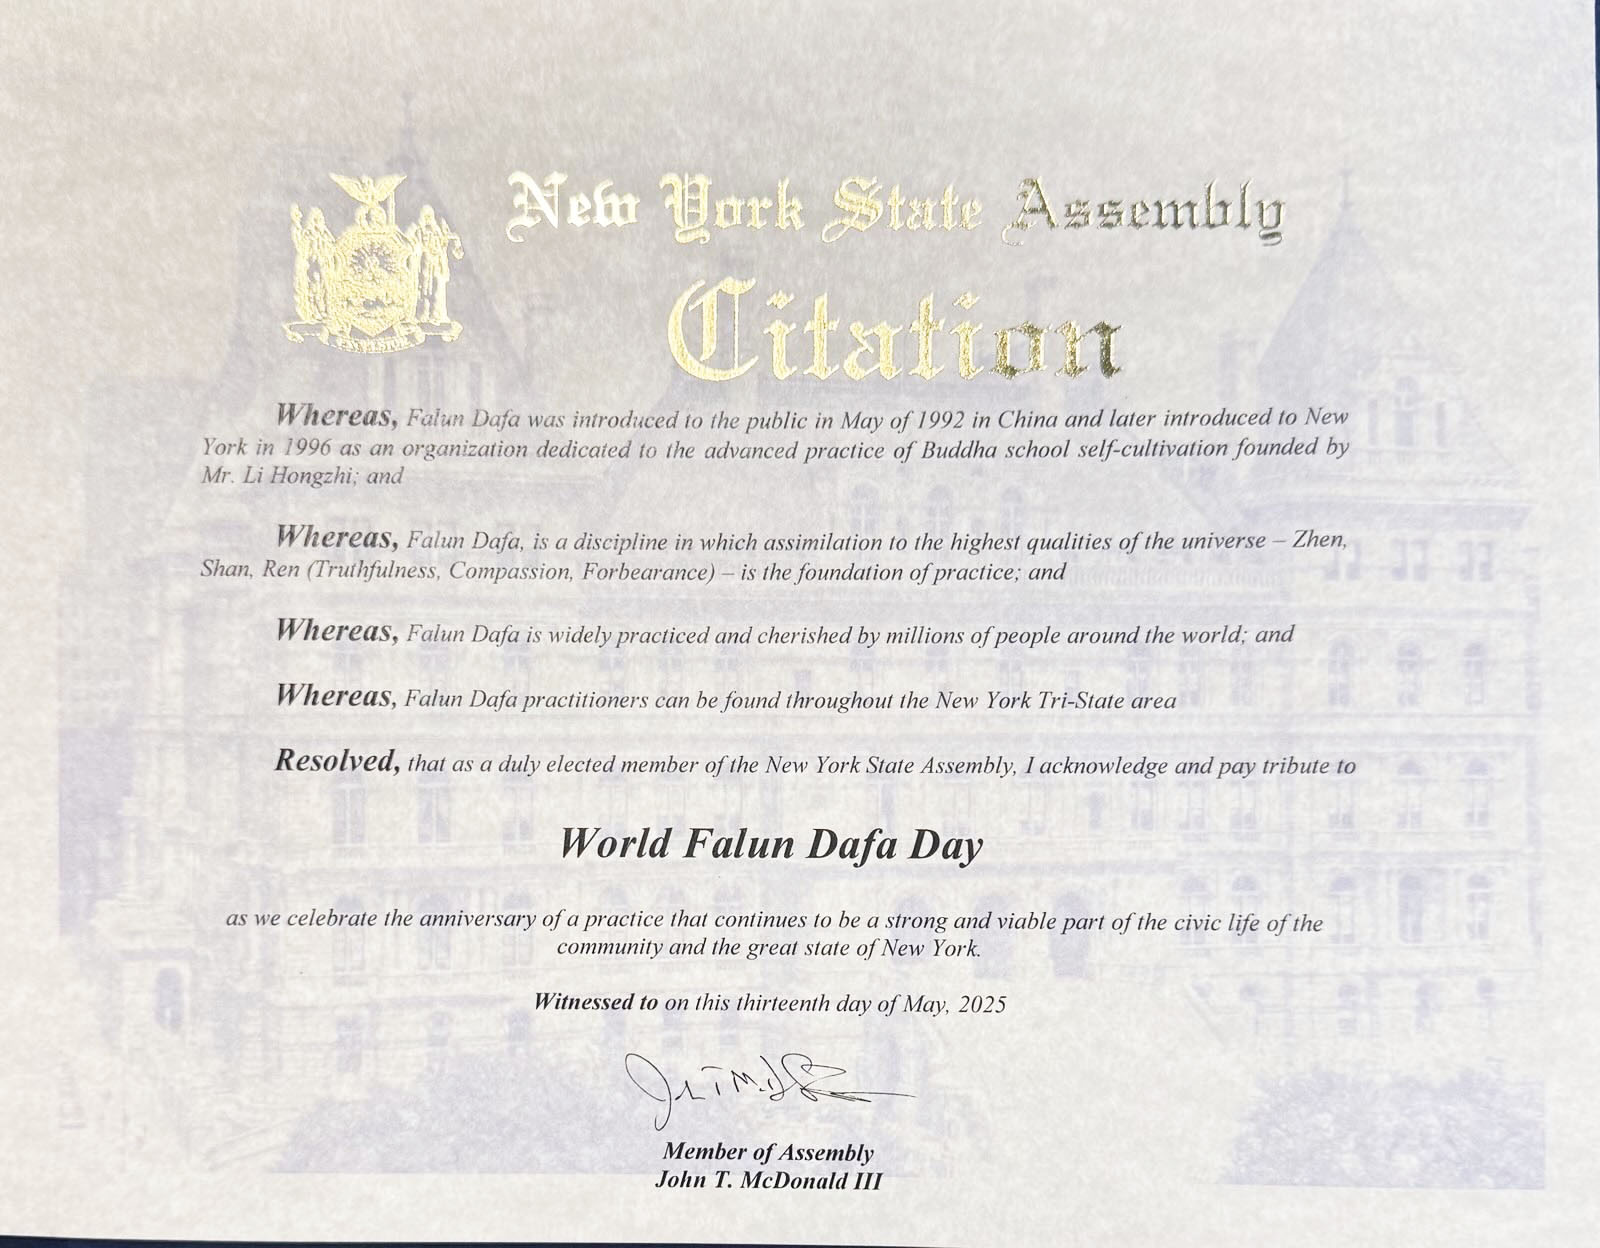 New York State Assembly
Citation
EXCELSIOR
Whereas, Falun Dafa was introduced to the public in May of 1992 in China and later introduced to New
York in 1996 as an organization dedicated to the advanced practice of Buddha school self-cultivation founded by
Mr. Li Hongzhi; and
Whereas, Falun Dafa, is a discipline in which assimilation to the highest qualities of the universe – Zhen,
Shan, Ren (Truthfulness, Compassion, Forbearance) – is the foundation of practice; and
Whereas, Falun Dafa is widely practiced and cherished by millions of people around the world; and
Whereas, Falun Dafa practitioners can be found throughout the New York Tri-State area
Resolved, that as a duly elected member of the New York State Assembly, I acknowledge and pay tribute to
World Falun Dafa Day
as we celebrate the anniversary of a practice that continues to be a strong and viable part of the civic life of the
community and the great state of New York.
Witnessed to on this thirteenth day of May, 2025
Member of Assembly
John T. McDonald III